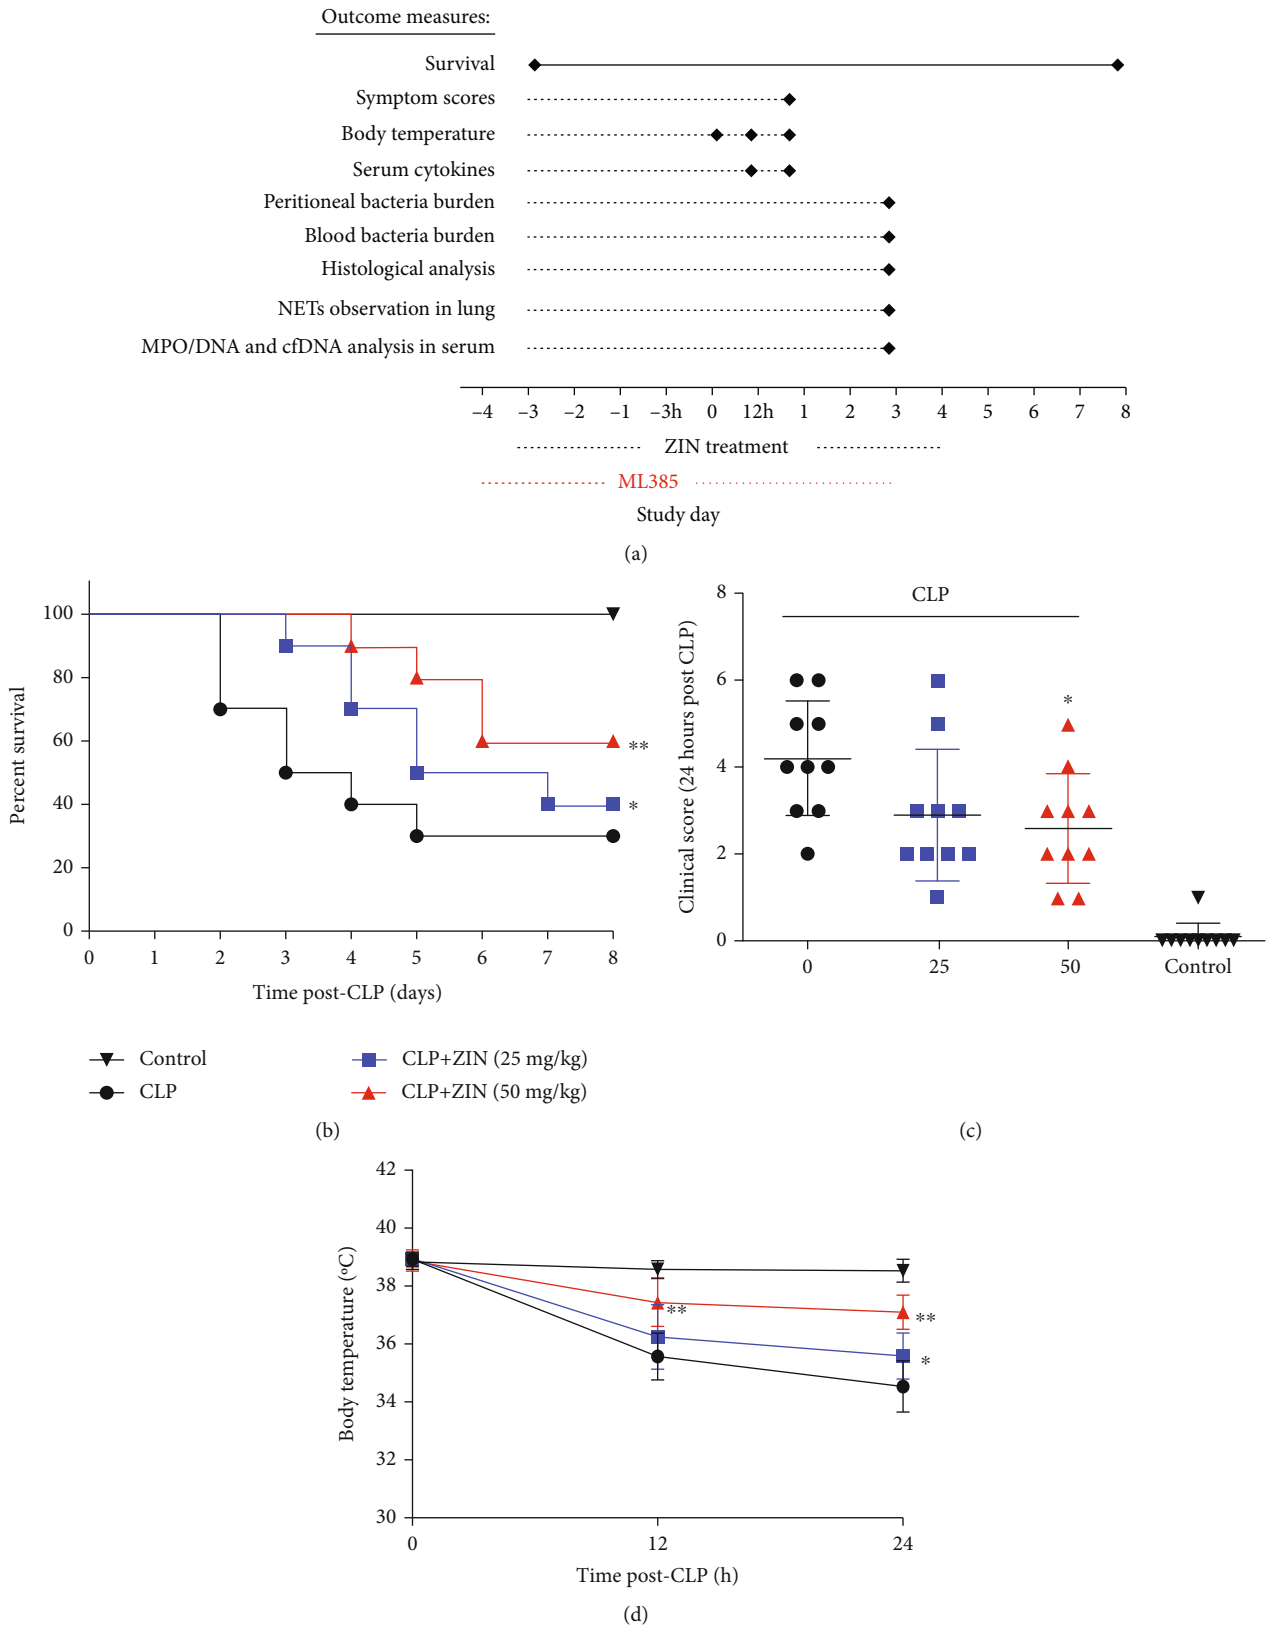 Outcome measures:
Survival
Symptom scores
Body temperature
Serum cytokines
Peritioneal bacteria burden
Blood bacteria burden
Histological analysis
NETs observation in lung
MPO/DNA and cfDNA analysis in serum
–4 –3 –2 –1 –3h 0 12h 1 2 3 4 5 6 7 8
ZIN treatment
ML385
Study day
(a)
Percent survival
100
80
60
40
20
0
**
*
0 1 2 3 4 5 6 7 8
Time post-CLP (days)
Control
CLP
CLP+ZIN (25 mg/kg)
CLP+ZIN (50 mg/kg)
(b)
Clinical score (24 hours post CLP)
8
6
4
2
0
CLP
*
0 25 50 Control
(c)
Body temperature (ºC)
42
40
38
36
34
32
30
**
**
*
0 12 24
Time post-CLP (h)
(d)